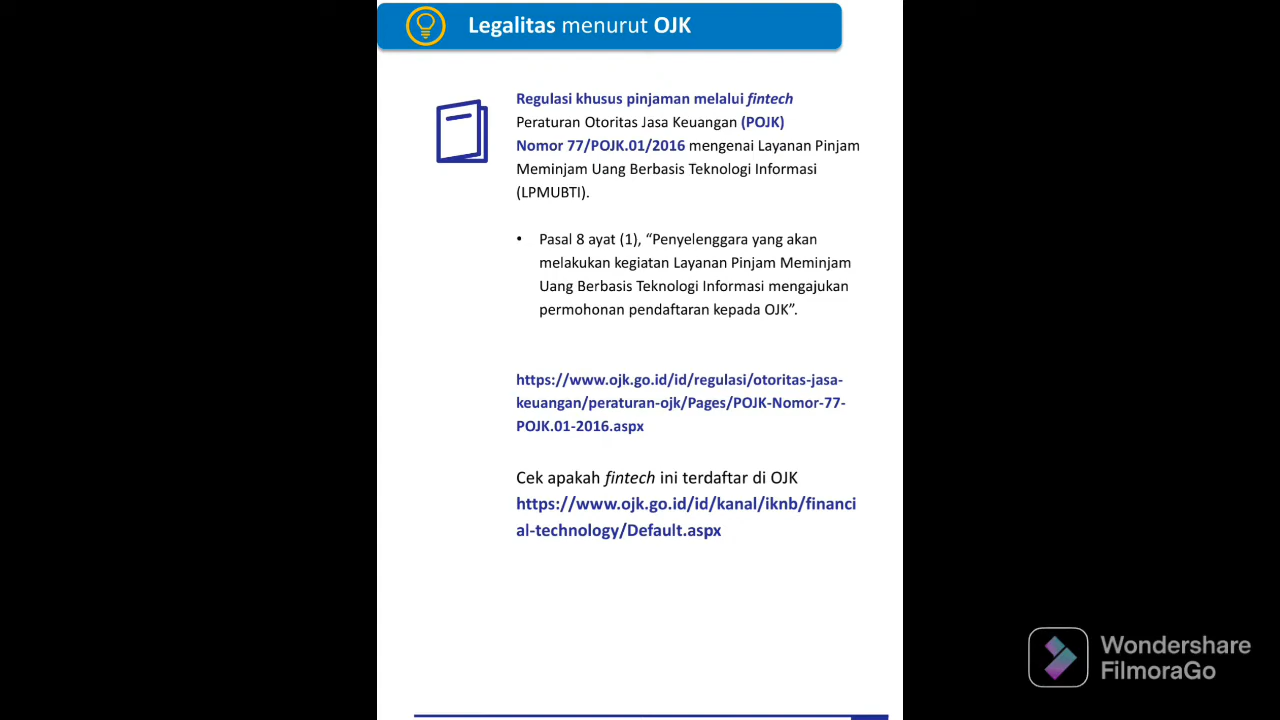 Legalitas menurut OJK
Regulasi khusus pinjaman melalui fintech
Peraturan Otoritas Jasa Keuangan (POJK)
Nomor 77/POJK.01/2016 mengenai Layanan Pinjam
Meminjam Uang Berbasis Teknologi Informasi
(LPMUBTI).
• Pasal 8 ayat (1), “Penyelenggara yang akan
melakukan kegiatan Layanan Pinjam Meminjam
Uang Berbasis Teknologi Informasi mengajukan
permohonan pendaftaran kepada OJK”.
https://www.ojk.go.id/id/regulasi/otoritas-jasa-
keuangan/peraturan-ojk/Pages/POJK-Nomor-77-
POJK.01-2016.aspx
Cek apakah fintech ini terdaftar di OJK
https://www.ojk.go.id/id/kanal/iknb/financi
al-technology/Default.aspx
Wondershare
FilmoraGo